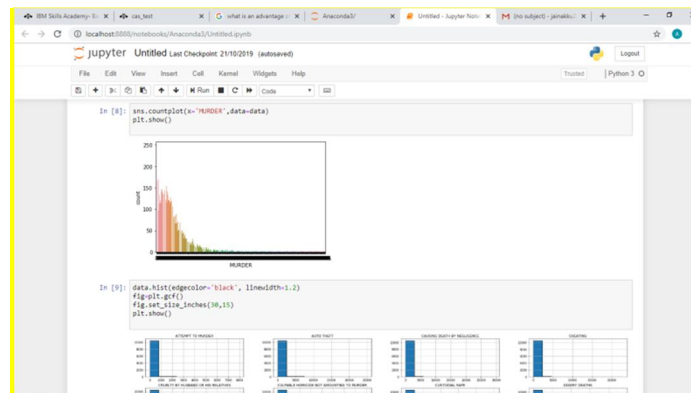 IBM Skills Academy- Ba
cas_test
what is an advantage o
Anaconda3/
Untitled - Jupyter Note
M (no subject) - jainakku
localhost:8888/notebooks/Anaconda3/Untitled.ipynb
jupyter Untitled Last Checkpoint: 21/10/2019 (autosaved)
Logout
File Edit View Insert Cell Kernel Widgets Help
Trusted Python 3 O
Run Code
In [8]: sns.countplot(x='MURDER',data=data)
plt.show()
250
200
150
100
50
0
count
MURDER
In [9]: data.hist(edgecolor='black', linewidth=1.2)
fig=plt.gcf()
fig.set_size_inches(30,15)
plt.show()
ATTEMPT TO MURDER AUTO THEFT CAUSING DEATH BY NEGLIGENCE CHEATING
CRUELTY BY HUSBAND OR HIS RELATIVES CULPABLE HOMICIDE NOT AMOUNTING TO MURDER CUSTODIAL RAPE DOWRY DEATHS